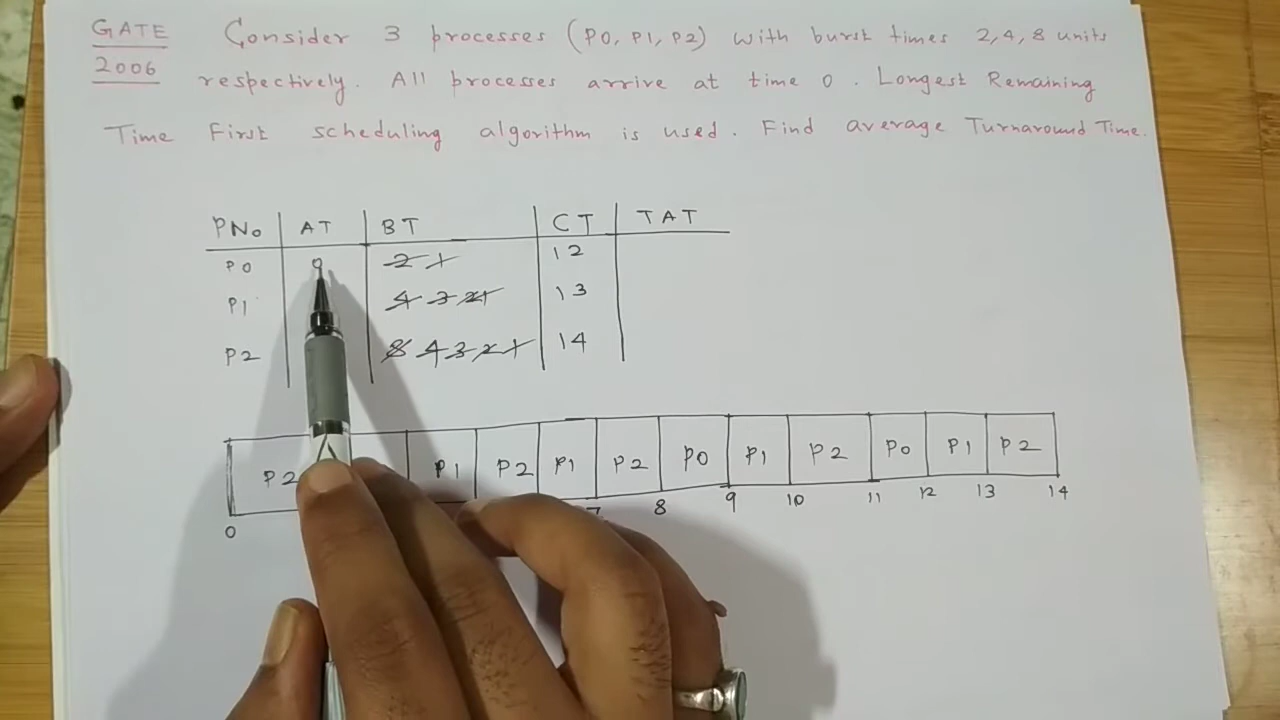 GATE Consider 3 processes (P0, P1, P2) with burst times 2, 4, 8 units
2006 respectively. All processes arrive at time 0. Longest Remaining
Time First scheduling algorithm is used. Find average Turnaround Time.
PNo AT BT CT TAT
P0 0 2 1 12
P1 4 3 2 1 13
P2 8 4 3 2 1 14
P2 P1 P2 P1 P2 P0 P1 P2 P0 P1 P2
0 7 8 9 10 11 12 13 14